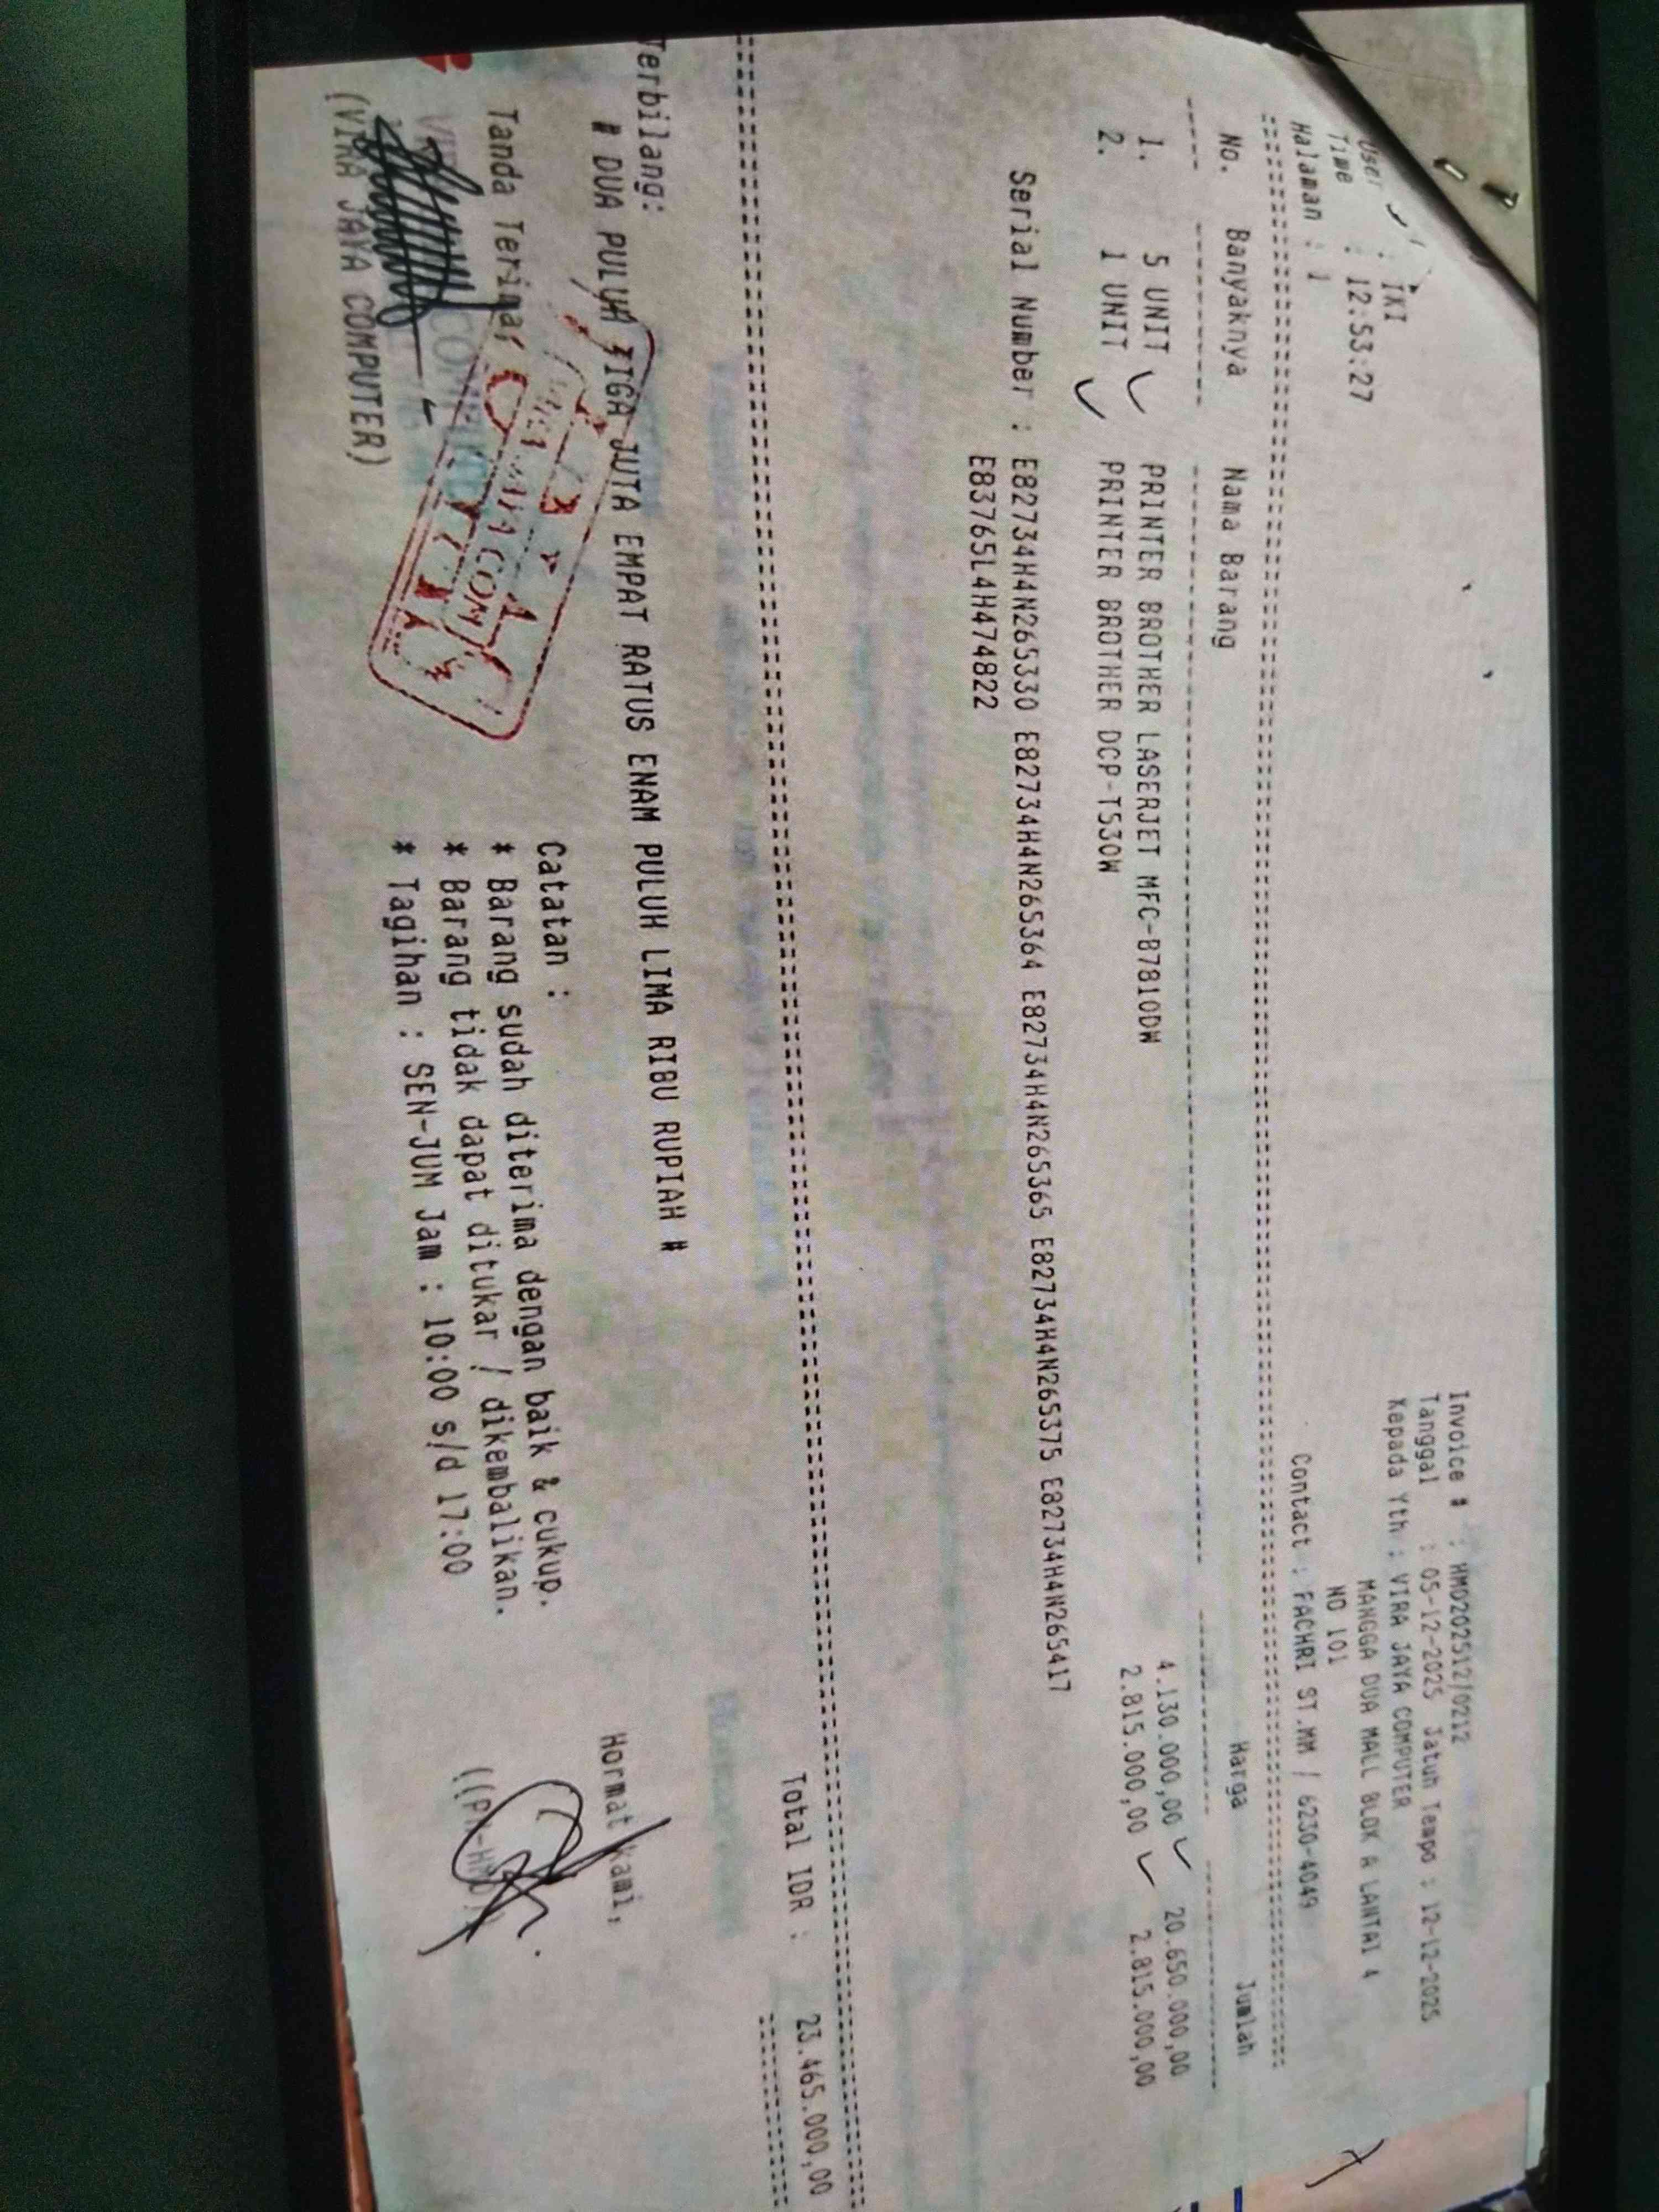 User : IKI
Time : 12:53:27
Halaman : 1
Invoice # : HMD202512/0212
Tanggal : 05-12-2025 Jatuh Tempo : 12-12-2025
Kepada Yth : VIRA JAYA COMPUTER
MANGGA DUA MALL BLOK A LANTAI 4
NO 101
Contact : FACHRI ST.MM / 6230-4049
No. Banyaknya Nama Barang Harga Jumlah
1. 5 UNIT PRINTER BROTHER LASERJET MFC-B7810DW 4.130.000,00 20.650.000,00
2. 1 UNIT PRINTER BROTHER DCP-T530W 2.815.000,00 2.815.000,00
Serial Number : E82734H4N265330 E82734H4N265364 E82734H4N265365 E82734H4N265375 E82734H4N265417
E83765L4H474822
Total IDR : 23.465.000,00
Terbilang:
# DUA PULUH TIGA JUTA EMPAT RATUS ENAM PULUH LIMA RIBU RUPIAH #
Tanda Terima,
(VIRA JAYA COMPUTER)
Catatan :
* Barang sudah diterima dengan baik & cukup.
* Barang tidak dapat ditukar / dikembalikan.
* Tagihan : SEN-JUM Jam : 10:00 s/d 17:00
Hormat kami,